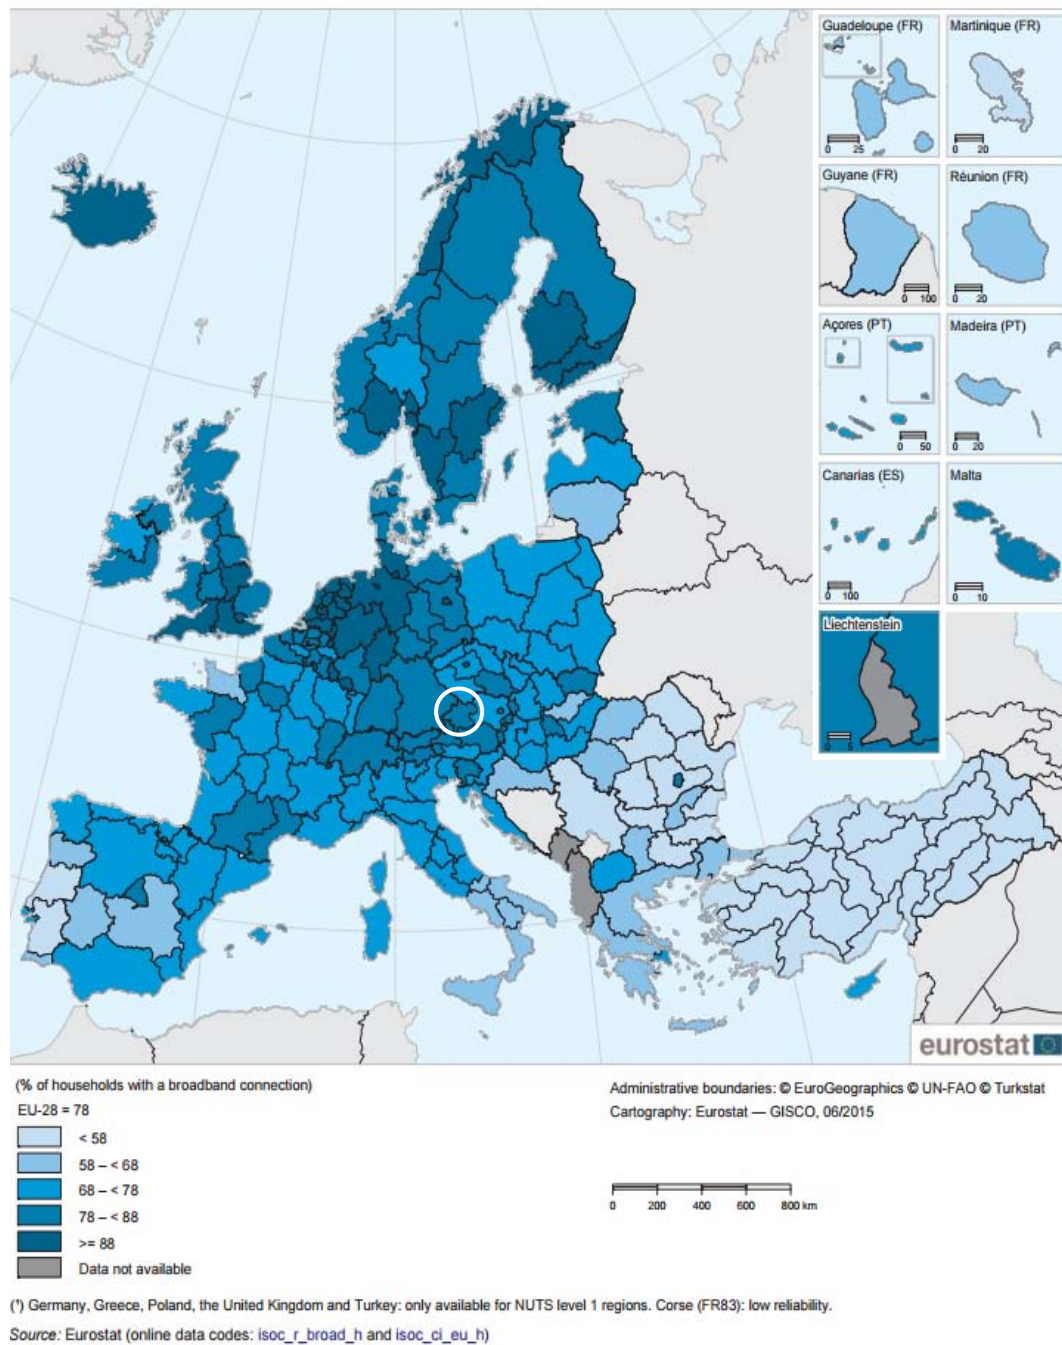 Guadeloupe (FR)
Martinique (FR)
0 25
0 20
Guyane (FR)
Réunion (FR)
0 100
0 20
Açores (PT)
Madeira (PT)
0 50
0 20
Canarias (ES)
Malta
0 100
0 10
Liechtenstein
0 5
eurostat
(% of households with a broadband connection)
EU-28 = 78
< 58
58 – < 68
68 – < 78
78 – < 88
>= 88
Data not available
Administrative boundaries: © EuroGeographics © UN-FAO © Turkstat
Cartography: Eurostat — GISCO, 06/2015
0 200 400 600 800 km
(¹) Germany, Greece, Poland, the United Kingdom and Turkey: only available for NUTS level 1 regions. Corse (FR83): low reliability.
Source: Eurostat (online data codes: isoc_r_broad_h and isoc_ci_eu_h)